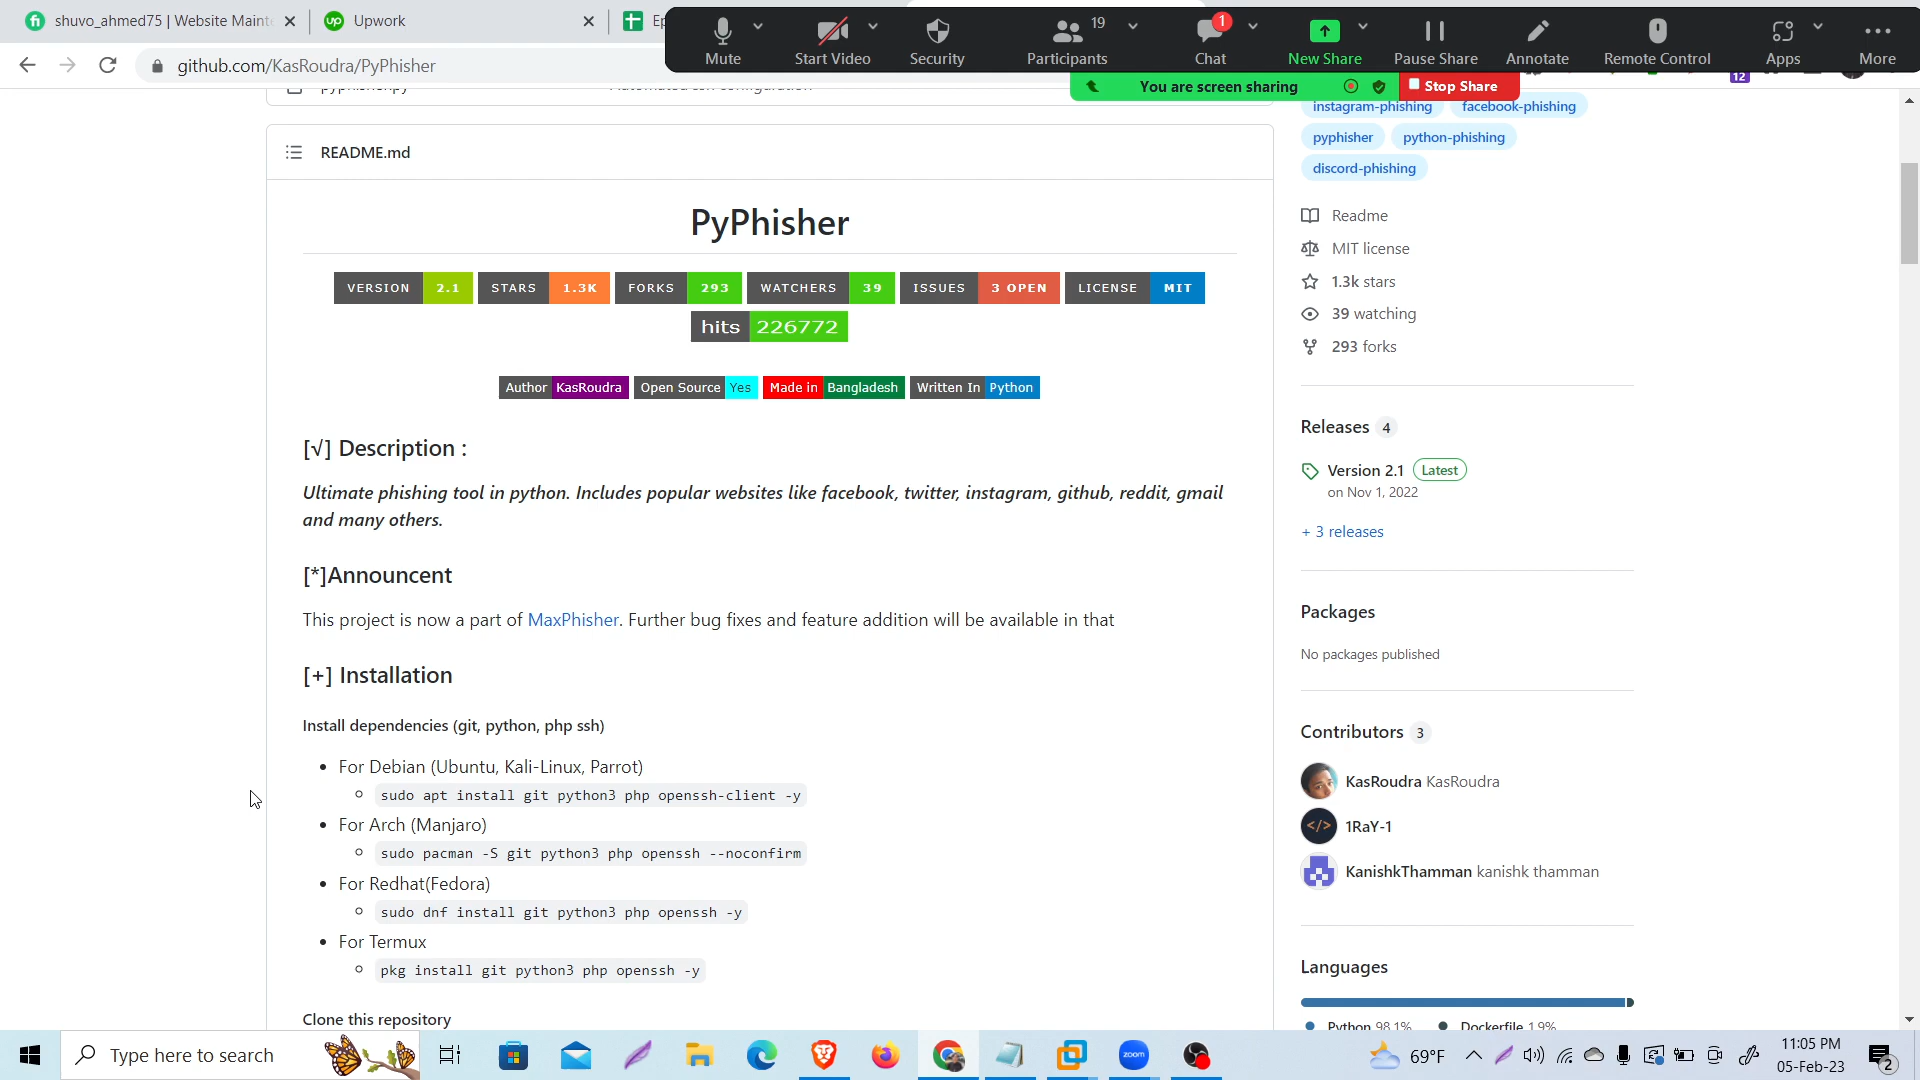 shuvo_ahmed75 | Website Maint
Upwork
Ep
github.com/KasRoudra/PyPhisher
Mute
Start Video
Security
19
Participants
1
Chat
New Share
Pause Share
Annotate
Remote Control
Apps
More
You are screen sharing
Stop Share
12
pyphisher.py
README.md
PyPhisher
VERSION 2.1 STARS 1.3K FORKS 293 WATCHERS 39 ISSUES 3 OPEN LICENSE MIT
hits 226772
Author KasRoudra Open Source Yes Made in Bangladesh Written In Python
[√] Description :
Ultimate phishing tool in python. Includes popular websites like facebook, twitter, instagram, github, reddit, gmail
and many others.
[*]Announcent
This project is now a part of MaxPhisher. Further bug fixes and feature addition will be available in that
[+] Installation
Install dependencies (git, python, php ssh)
For Debian (Ubuntu, Kali-Linux, Parrot)
sudo apt install git python3 php openssh-client -y
For Arch (Manjaro)
sudo pacman -S git python3 php openssh --noconfirm
For Redhat(Fedora)
sudo dnf install git python3 php openssh -y
For Termux
pkg install git python3 php openssh -y
Clone this repository
instagram-phishing facebook-phishing
pyphisher python-phishing
discord-phishing
Readme
MIT license
1.3k stars
39 watching
293 forks
Releases 4
Version 2.1 Latest
on Nov 1, 2022
+ 3 releases
Packages
No packages published
Contributors 3
KasRoudra KasRoudra
</> 1RaY-1
KanishkThamman kanishk thamman
Languages
Python 98.1% Dockerfile 1.9%
Type here to search
zoom
69°F
11:05 PM
05-Feb-23
2